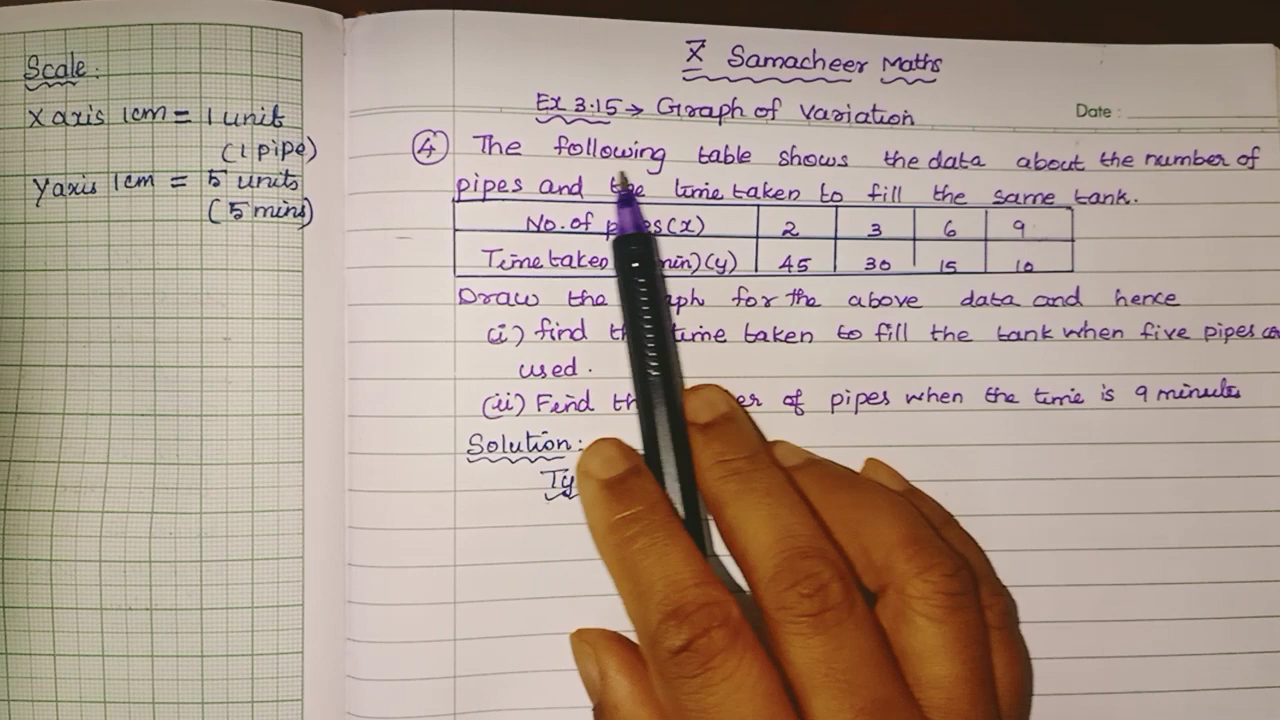 Scale:
X axis 1cm = 1 unit
(1 pipe)
Y axis 1cm = 5 units
(5 mins)
X Samacheer Maths
Ex 3.15 → Graph of variation
Date :
④ The following table shows the data about the number of
pipes and the time taken to fill the same tank.
No. of pipes (x) 2 3 6 9
Time taken min) (y) 45 30 15 10
Draw the graph for the above data and hence
(i) find the time taken to fill the tank when five pipes
used.
(ii) Find of pipes when the time is 9 minutes
Solution: